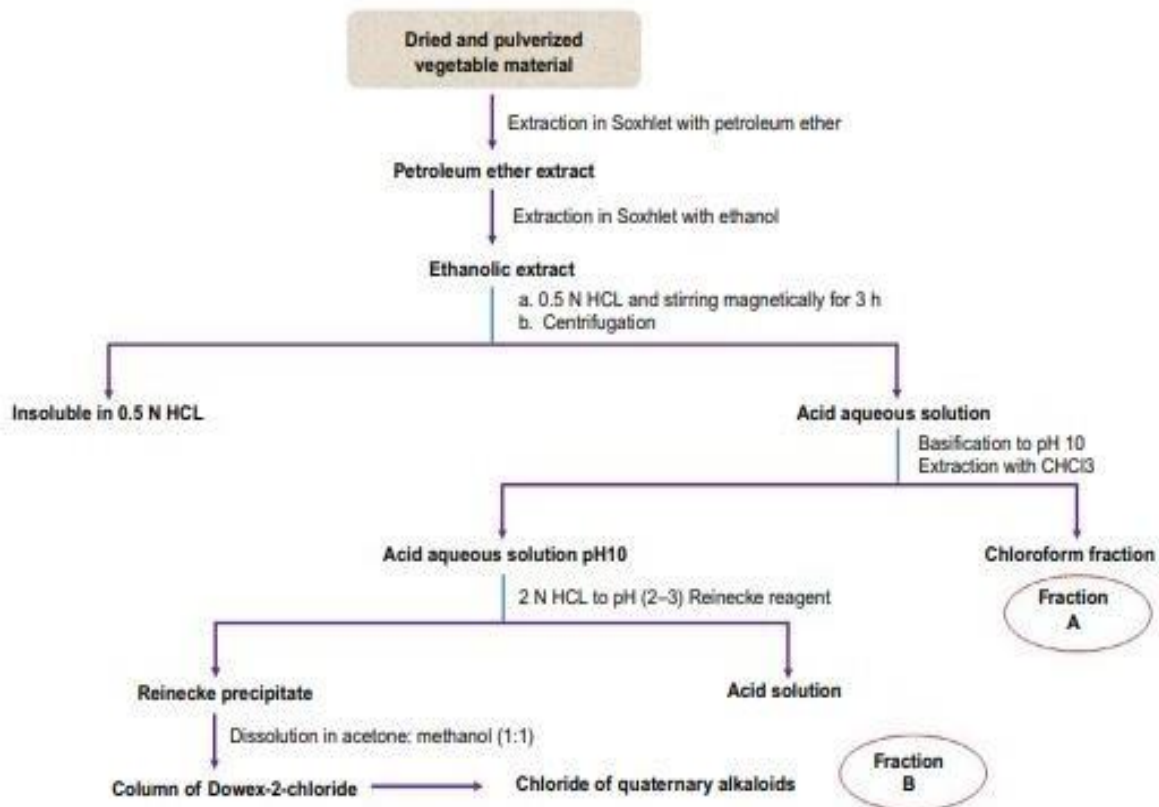 Dried and pulverized
vegetable material
Extraction in Soxhlet with petroleum ether
Petroleum ether extract
Extraction in Soxhlet with ethanol
Ethanolic extract
a. 0.5 N HCL and stirring magnetically for 3 h
b. Centrifugation
Insoluble in 0.5 N HCL
Acid aqueous solution
Basification to pH 10
Extraction with CHCl3
Acid aqueous solution pH10
Chloroform fraction
2 N HCL to pH (2–3) Reinecke reagent
Fraction
A
Reinecke precipitate
Acid solution
Dissolution in acetone: methanol (1:1)
Column of Dowex-2-chloride
Chloride of quaternary alkaloids
Fraction
B